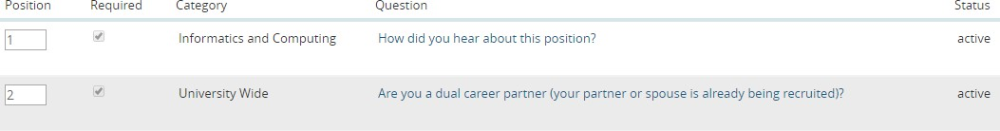 Position Required Category Question Status
1 Informatics and Computing How did you hear about this position? active
2 University Wide Are you a dual career partner (your partner or spouse is already being recruited)? active